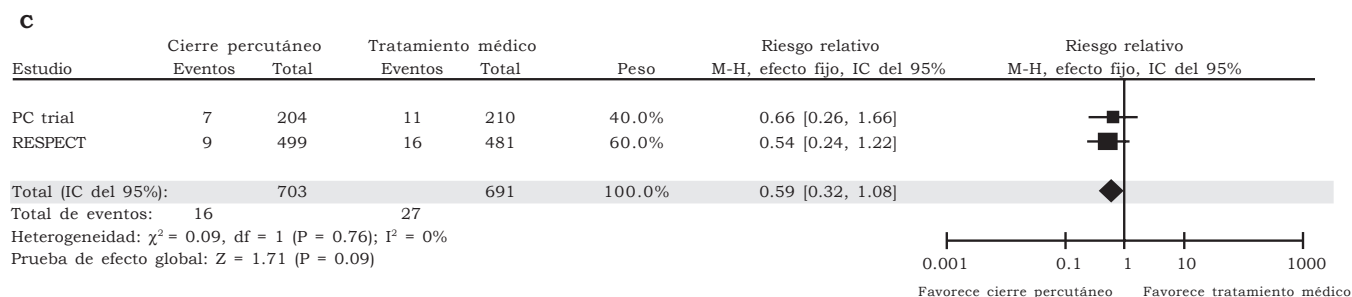 C
Cierre percutáneo Tratamiento médico Riesgo relativo Riesgo relativo
Estudio Eventos Total Eventos Total Peso M-H, efecto fijo, IC del 95% M-H, efecto fijo, IC del 95%
PC trial 7 204 11 210 40.0% 0.66 [0.26, 1.66]
RESPECT 9 499 16 481 60.0% 0.54 [0.24, 1.22]
Total (IC del 95%): 703 691 100.0% 0.59 [0.32, 1.08]
Total de eventos: 16 27
Heterogeneidad: χ² = 0.09, df = 1 (P = 0.76); I² = 0%
Prueba de efecto global: Z = 1.71 (P = 0.09)
0.001 0.1 1 10 1000
Favorece cierre percutáneo Favorece tratamiento médico